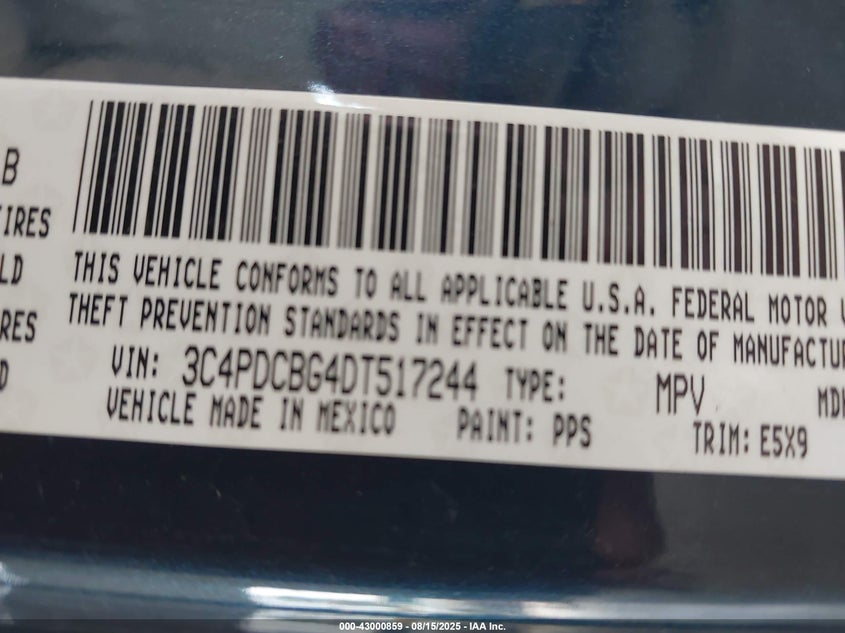 B
TIRES
LD
RES
D
THIS VEHICLE CONFORMS TO ALL APPLICABLE U.S.A. FEDERAL MOTOR V
THEFT PREVENTION STANDARDS IN EFFECT ON THE DATE OF MANUFACTU
VIN: 3C4PDCBG4DT517244 TYPE: MPV MDH
VEHICLE MADE IN MEXICO PAINT: PPS TRIM: E5X9
000-43000859 - 08/15/2025 - IAA Inc.